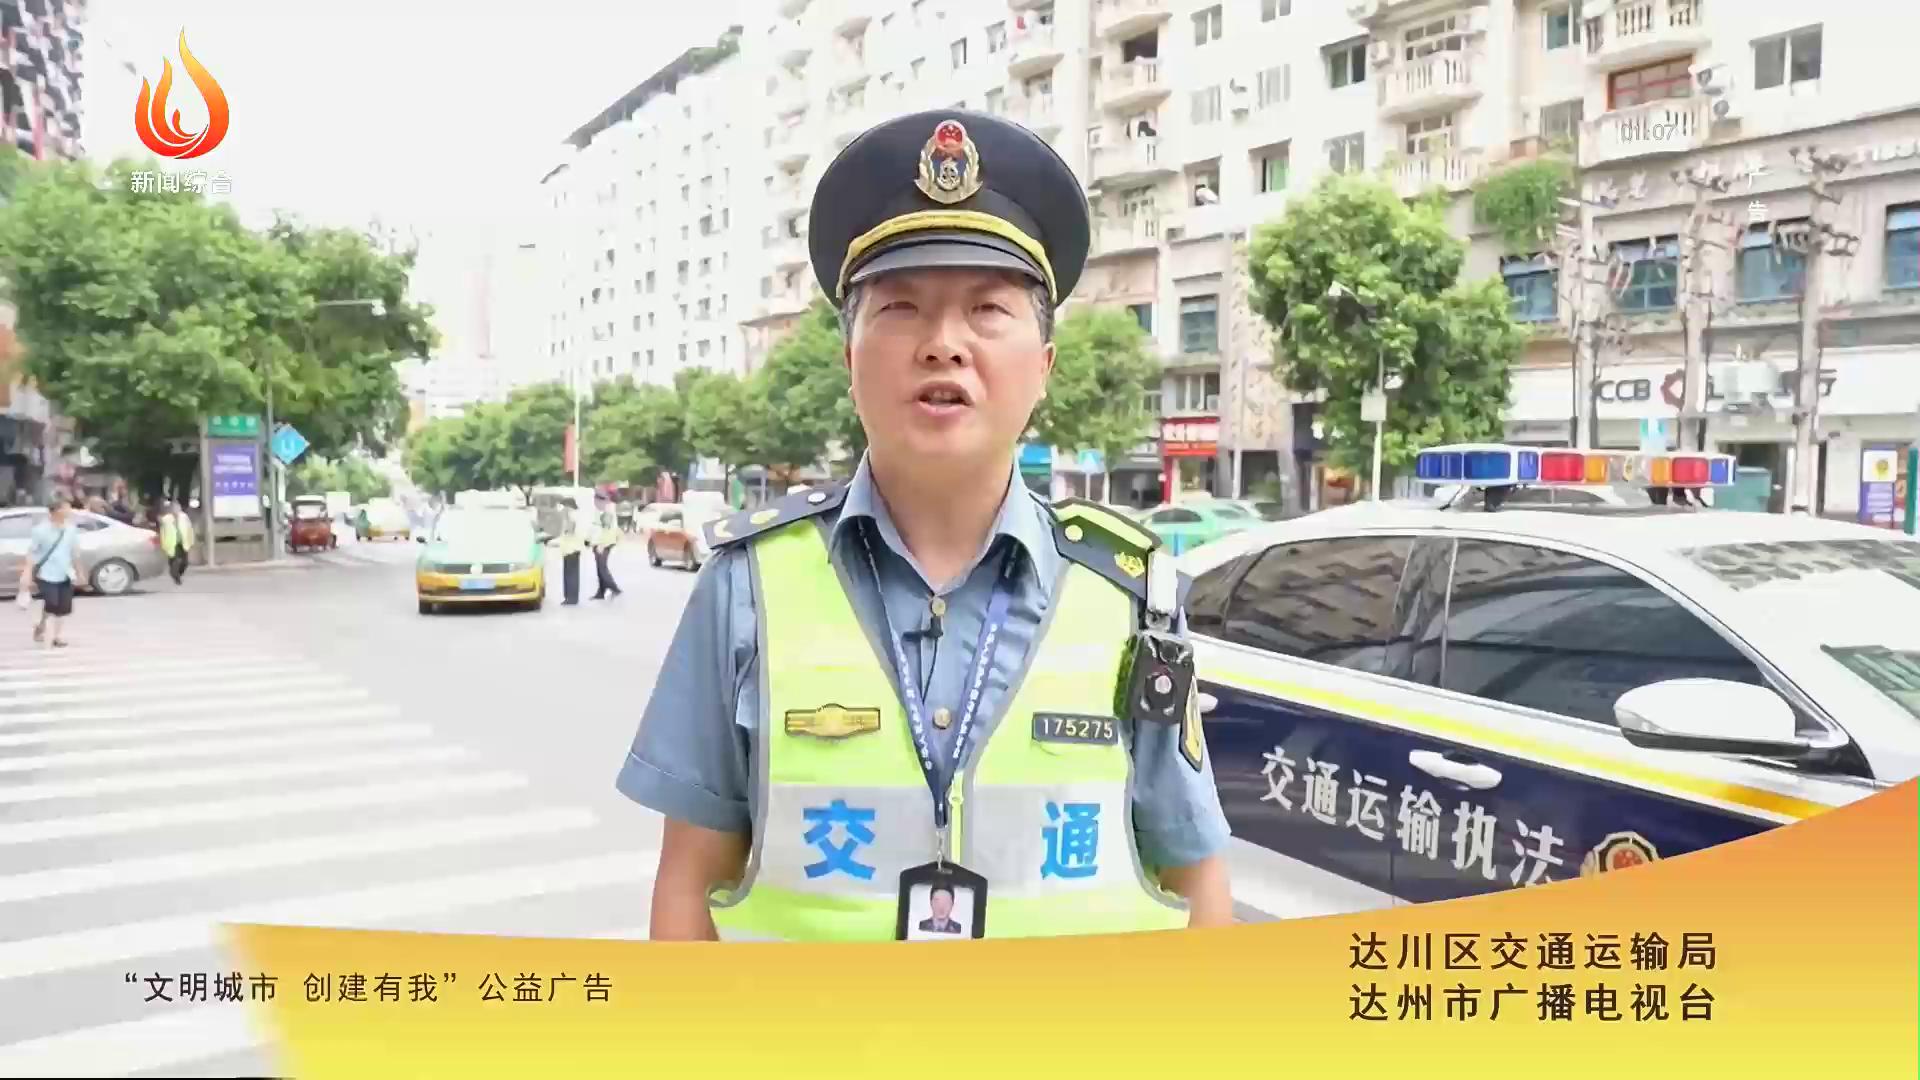 新闻综合
01:07
广
告
CCB
175275
交 通
交通运输执法
“文明城市 创建有我”公益广告
达川区交通运输局
达州市广播电视台